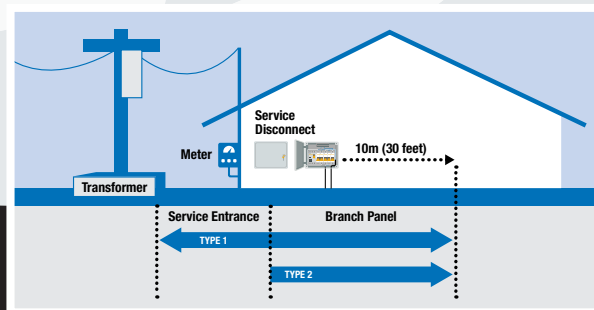 Service
Disconnect
Meter
10m (30 feet)
Transformer
Service Entrance
Branch Panel
TYPE 1
TYPE 2